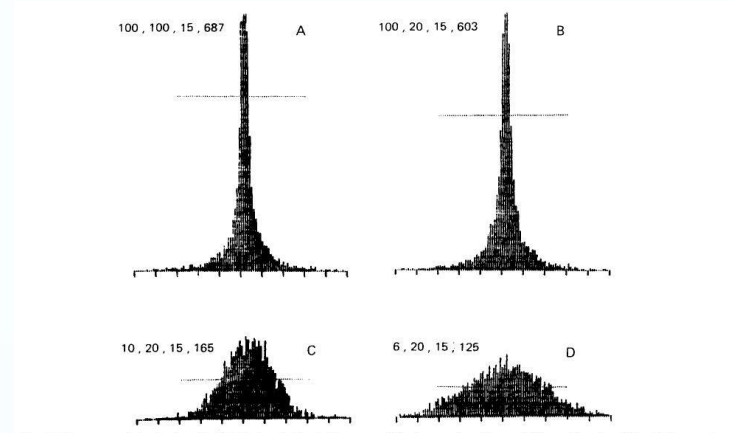 100 , 100 , 15 , 687 A
100 , 20 , 15 , 603 B
10 , 20 , 15 , 165 C
6 , 20 , 15 , 125 D